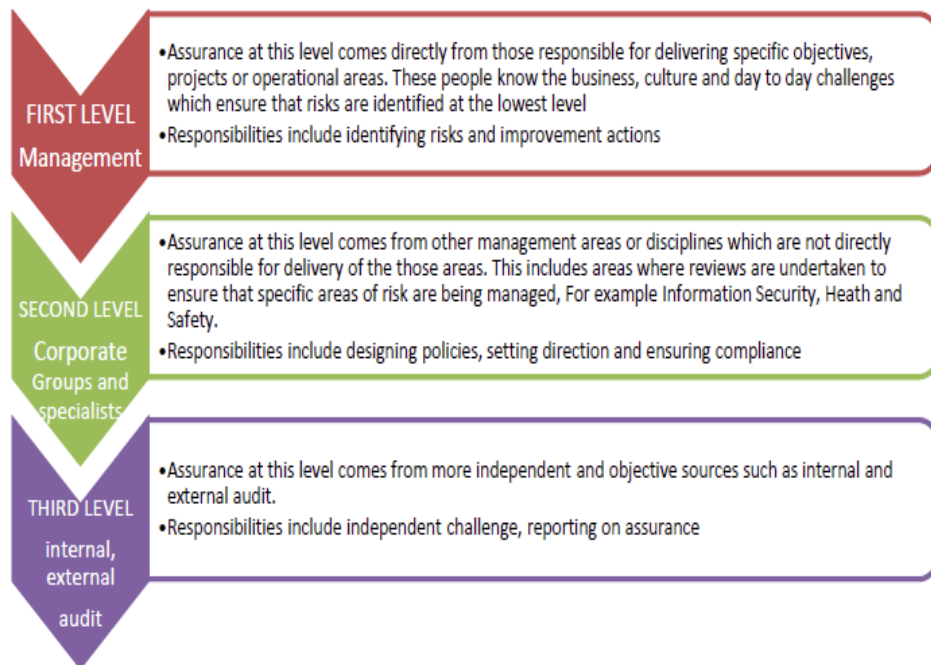 FIRST LEVEL
Management
•Assurance at this level comes directly from those responsible for delivering specific objectives,
projects or operational areas. These people know the business, culture and day to day challenges
which ensure that risks are identified at the lowest level
•Responsibilities include identifying risks and improvement actions
SECOND LEVEL
Corporate
Groups and
specialists
•Assurance at this level comes from other management areas or disciplines which are not directly
responsible for delivery of the those areas. This includes areas where reviews are undertaken to
ensure that specific areas of risk are being managed, For example Information Security, Heath and
Safety.
•Responsibilities include designing policies, setting direction and ensuring compliance
THIRD LEVEL
internal,
external
audit
•Assurance at this level comes from more independent and objective sources such as internal and
external audit.
•Responsibilities include independent challenge, reporting on assurance